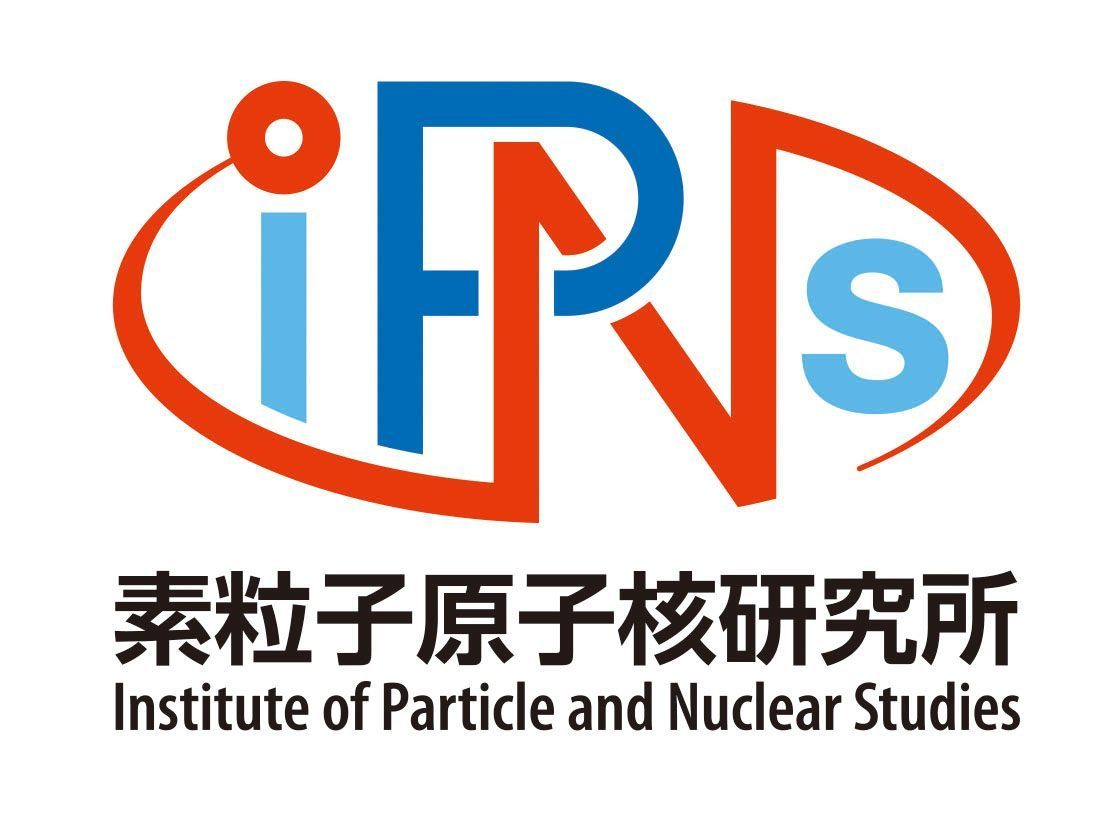 iPNs
素粒子原子核研究所
Institute of Particle and Nuclear Studies